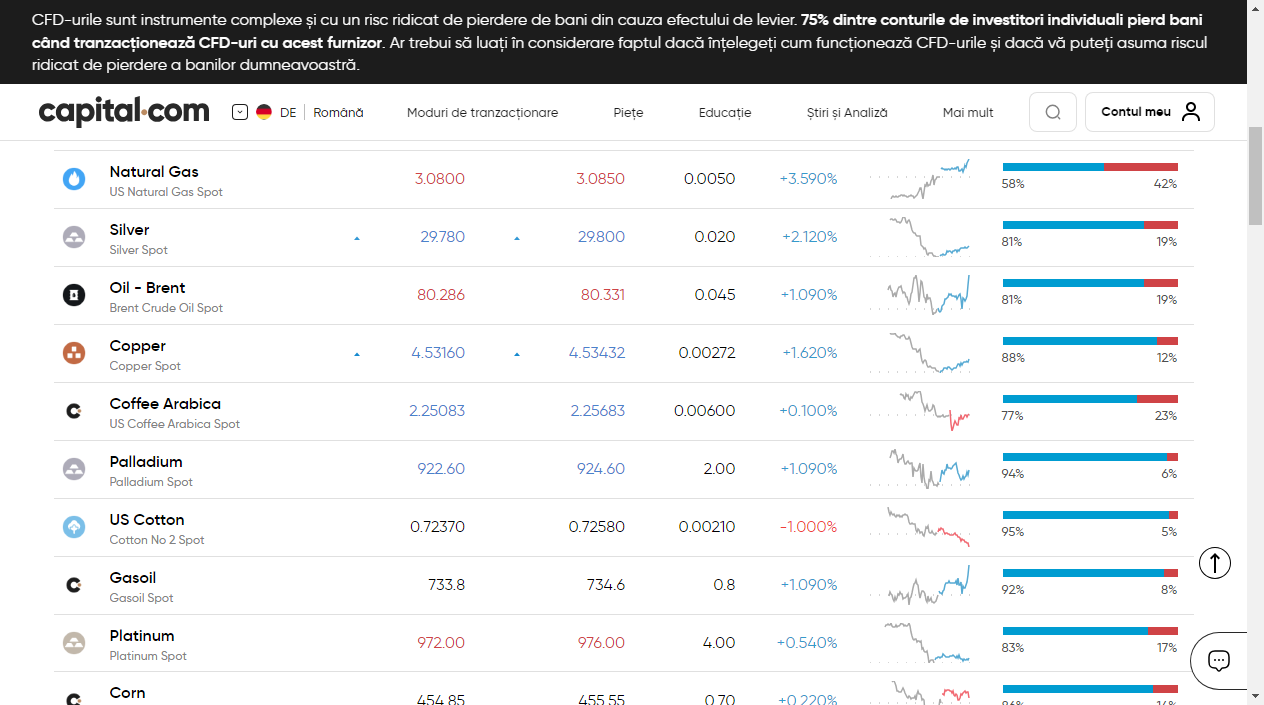 CFD-urile sunt instrumente complexe și cu un risc ridicat de pierdere de bani din cauza efectului de levier. 75% dintre conturile de investitori individuali pierd bani
când tranzacționează CFD-uri cu acest furnizor. Ar trebui să luați în considerare faptul dacă înțelegeți cum funcționează CFD-urile și dacă vă puteți asuma riscul
ridicat de pierdere a banilor dumneavoastră.
capital.com DE Română Moduri de tranzacționare Piețe Educație Știri și Analiză Mai mult Contul meu
Natural Gas 3.0800 3.0850 0.0050 +3.590%
US Natural Gas Spot 58% 42%
Silver 29.780 29.800 0.020 +2.120%
Silver Spot 81% 19%
Oil - Brent 80.286 80.331 0.045 +1.090%
Brent Crude Oil Spot 81% 19%
Copper 4.53160 4.53432 0.00272 +1.620%
Copper Spot 88% 12%
Coffee Arabica 2.25083 2.25683 0.00600 +0.100%
US Coffee Arabica Spot 77% 23%
Palladium 922.60 924.60 2.00 +1.090%
Palladium Spot 94% 6%
US Cotton 0.72370 0.72580 0.00210 -1.000%
Cotton No 2 Spot 95% 5%
Gasoil 733.8 734.6 0.8 +1.090%
Gasoil Spot 92% 8%
Platinum 972.00 976.00 4.00 +0.540%
Platinum Spot 83% 17%
Corn 454.85 455.55 0.70 +0.220%